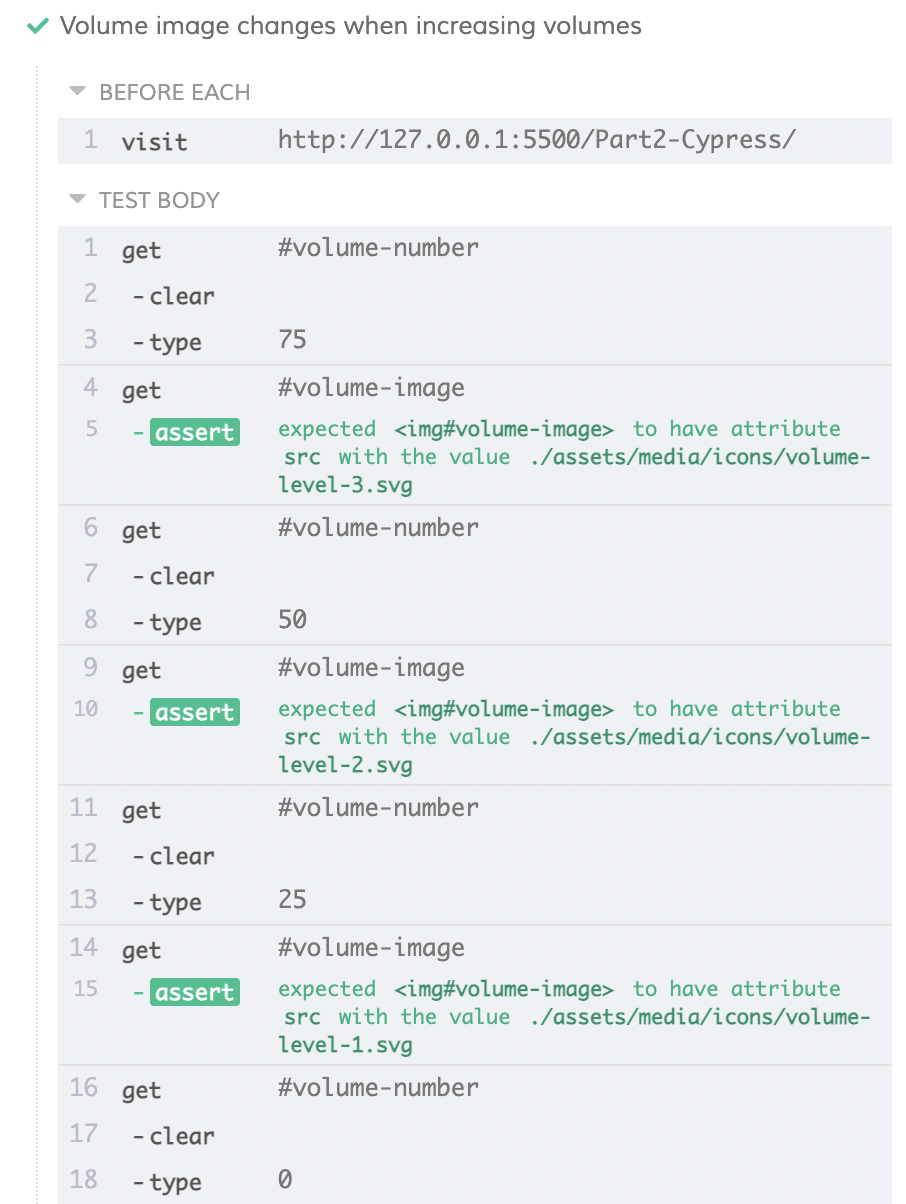 Volume image changes when increasing volumes
BEFORE EACH
1 visit http://127.0.0.1:5500/Part2-Cypress/
TEST BODY
1 get #volume-number
2 -clear
3 -type 75
4 get #volume-image
5 -assert expected <img#volume-image> to have attribute
src with the value ./assets/media/icons/volume-
level-3.svg
6 get #volume-number
7 -clear
8 -type 50
9 get #volume-image
10 -assert expected <img#volume-image> to have attribute
src with the value ./assets/media/icons/volume-
level-2.svg
11 get #volume-number
12 -clear
13 -type 25
14 get #volume-image
15 -assert expected <img#volume-image> to have attribute
src with the value ./assets/media/icons/volume-
level-1.svg
16 get #volume-number
17 -clear
18 -type 0